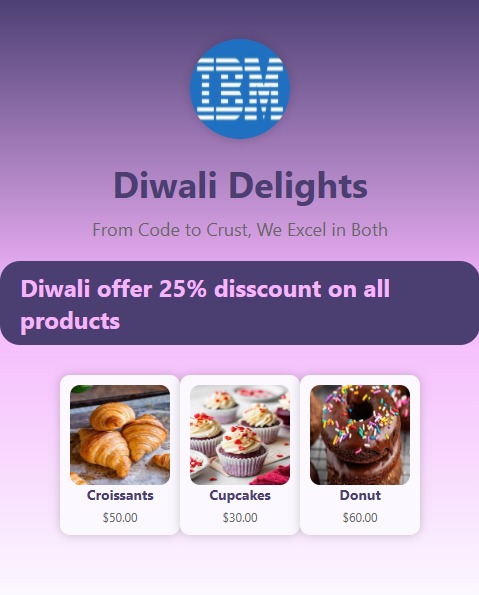 IBM
Diwali Delights
From Code to Crust, We Excel in Both
Diwali offer 25% disscount on all
products
Croissants
Cupcakes
Donut
$50.00
$30.00
$60.00